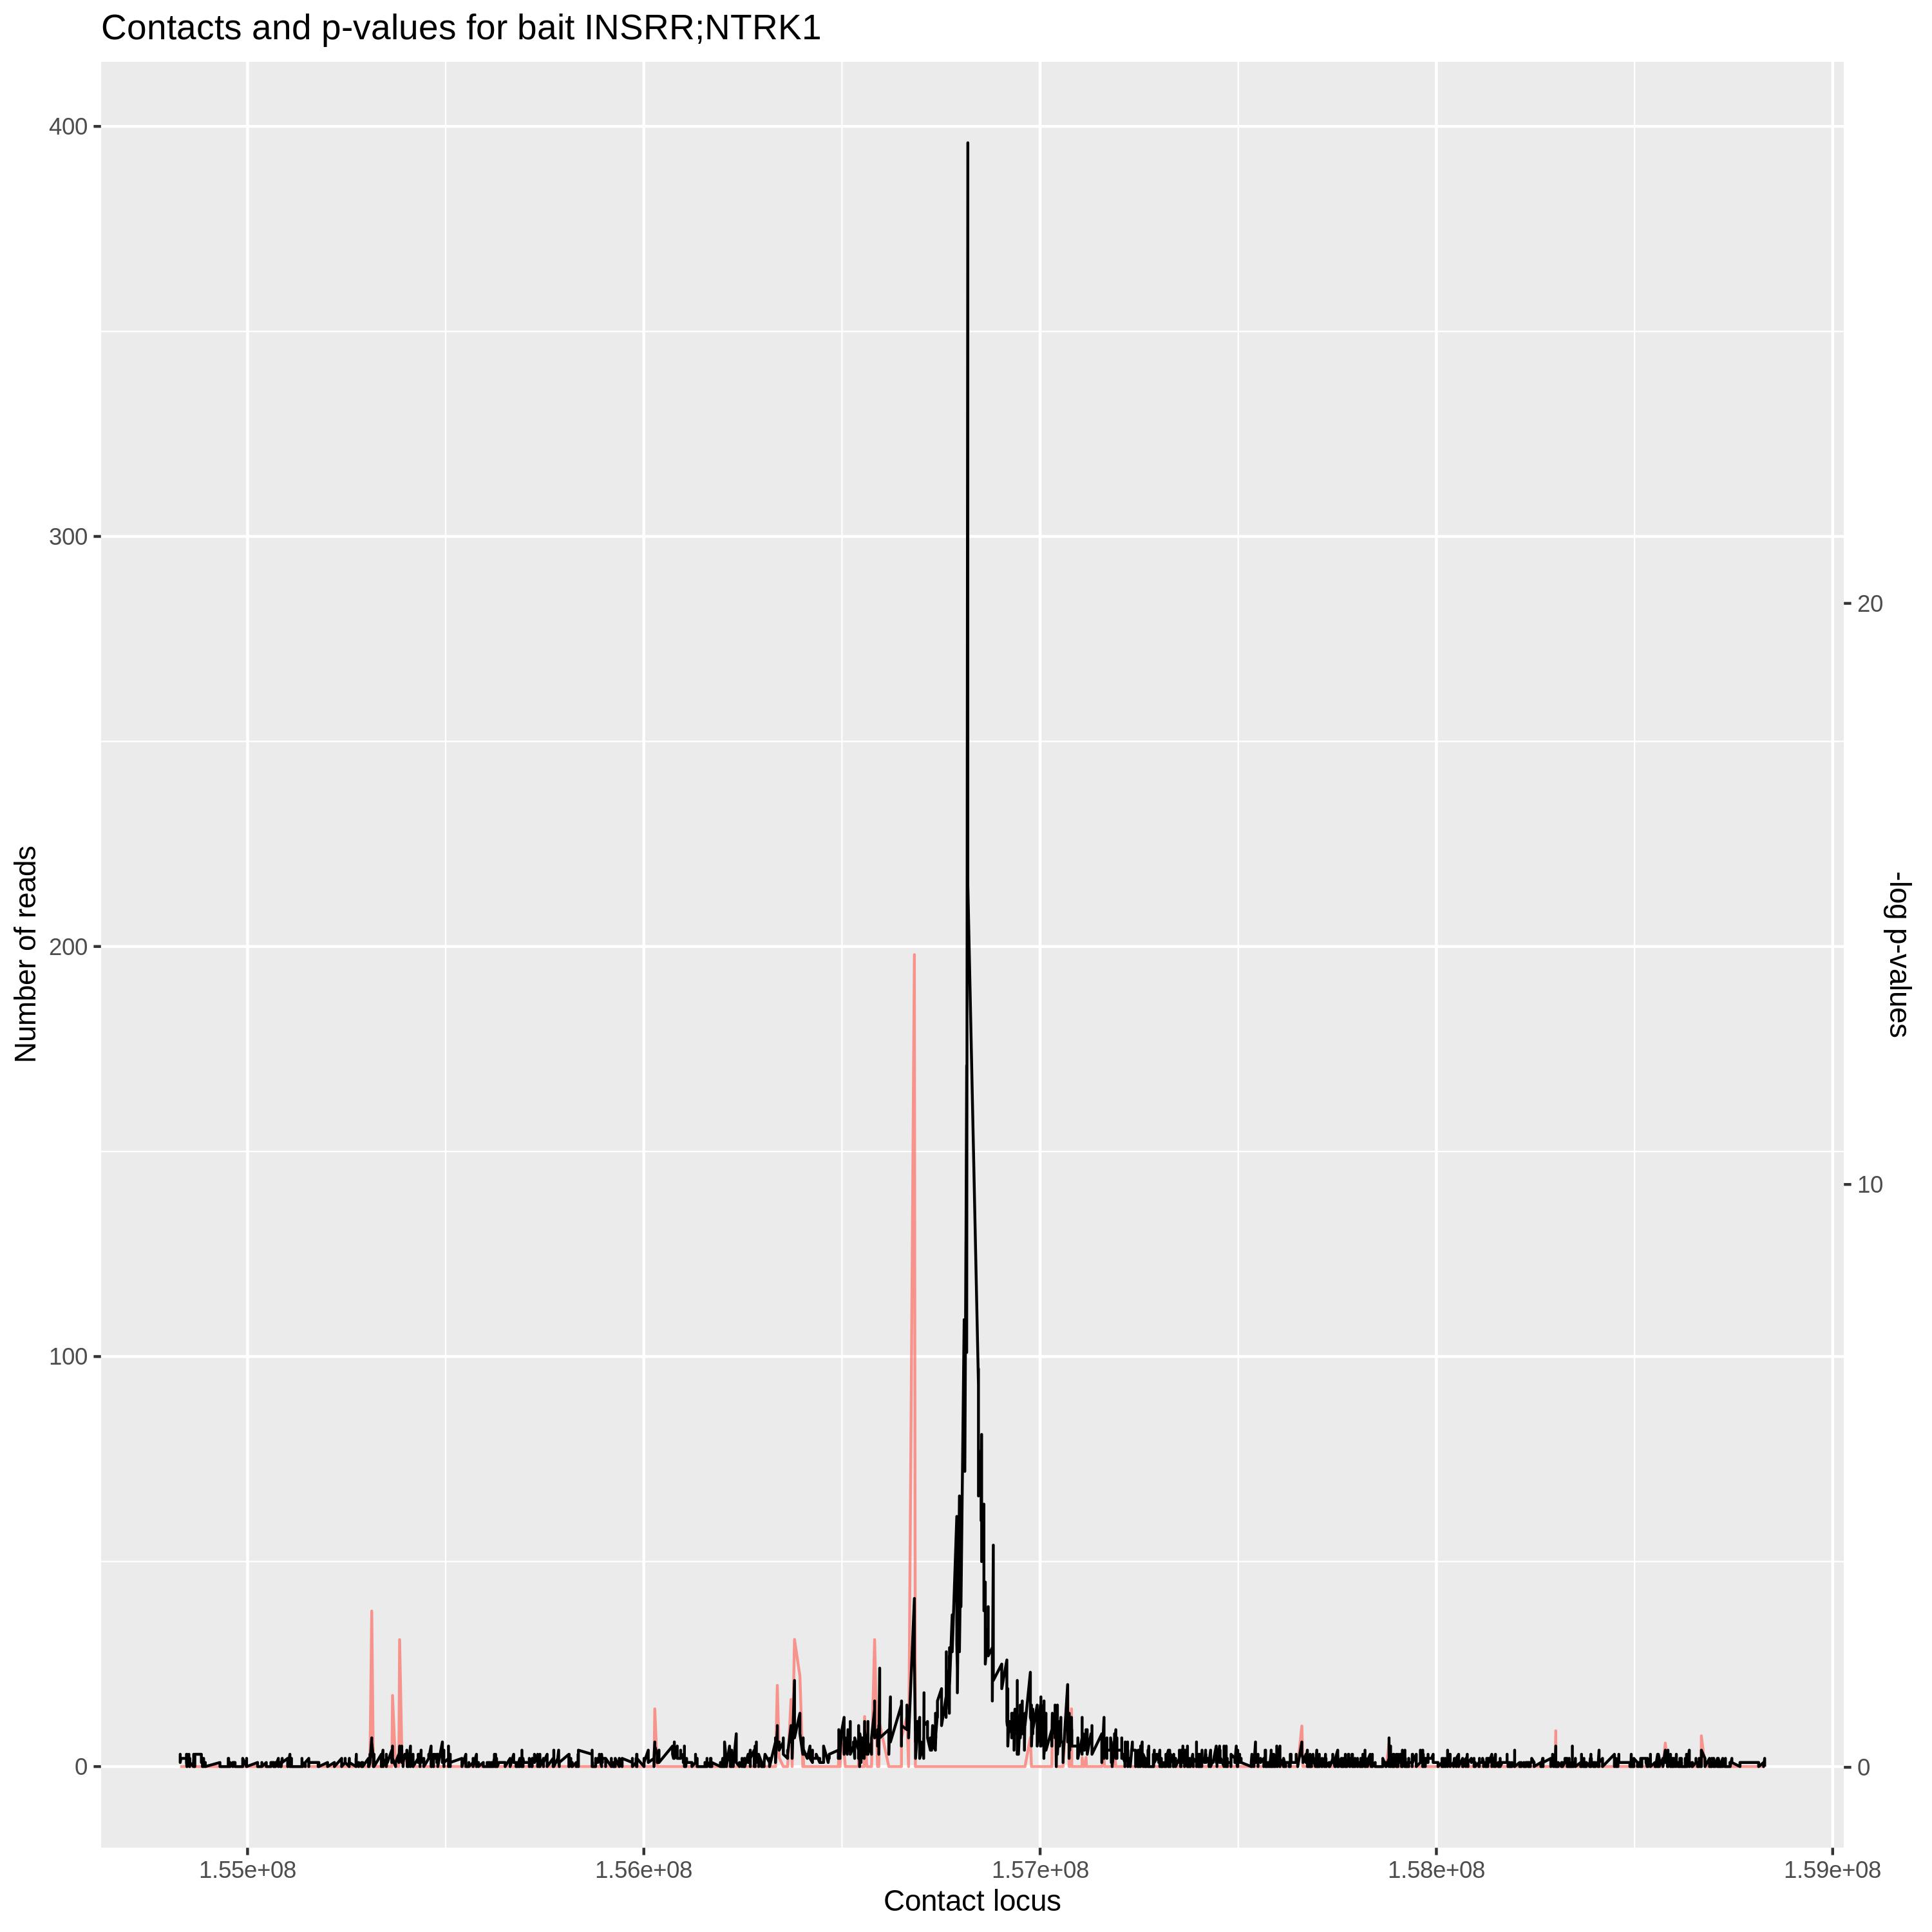 Contacts and p-values for bait INSRR;NTRK1
400
300
200
100
0
Number of reads
20
10
0
-log p-values
1.55e+08
1.56e+08
1.57e+08
1.58e+08
1.59e+08
Contact locus